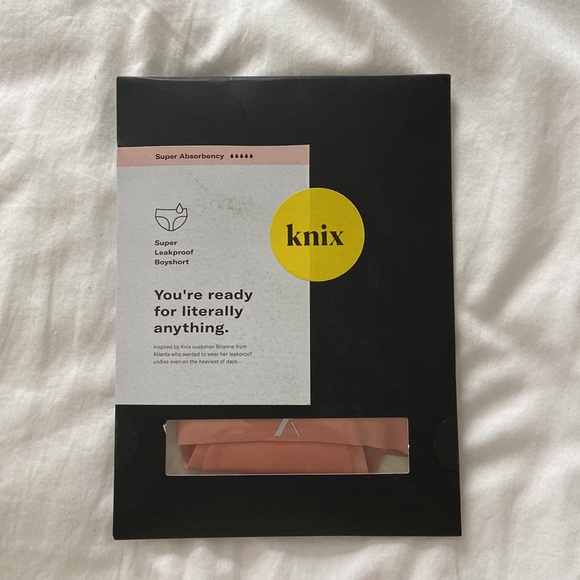 Super Absorbency
knix
Super
Leakproof
Boyshort
You're ready
for literally
anything.
Inspired by Knix customer Brianne from
Atlanta who wanted to wear her leakproof
undies even on the heaviest of days...